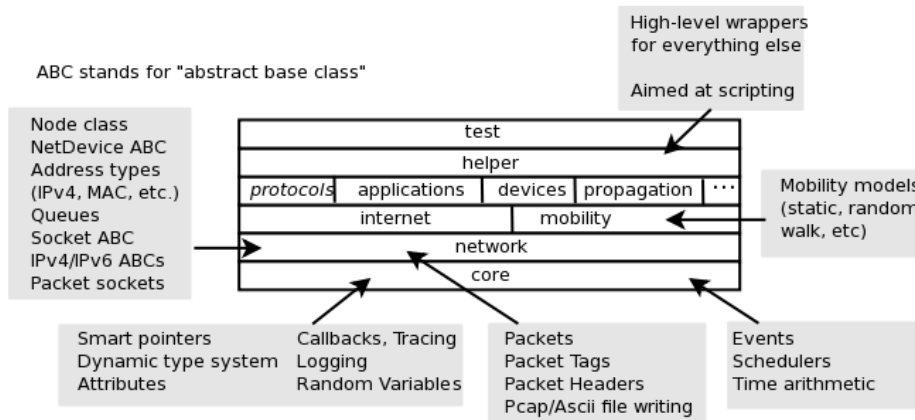 High-level wrappers
for everything else
Aimed at scripting
ABC stands for "abstract base class"
Node class
NetDevice ABC
Address types
(IPv4, MAC, etc.)
Queues
Socket ABC
IPv4/IPv6 ABCs
Packet sockets
test
helper
protocols applications devices propagation ...
internet mobility
network
core
Mobility models
(static, random
walk, etc)
Smart pointers
Dynamic type system
Attributes
Callbacks, Tracing
Logging
Random Variables
Packets
Packet Tags
Packet Headers
Pcap/Ascii file writing
Events
Schedulers
Time arithmetic